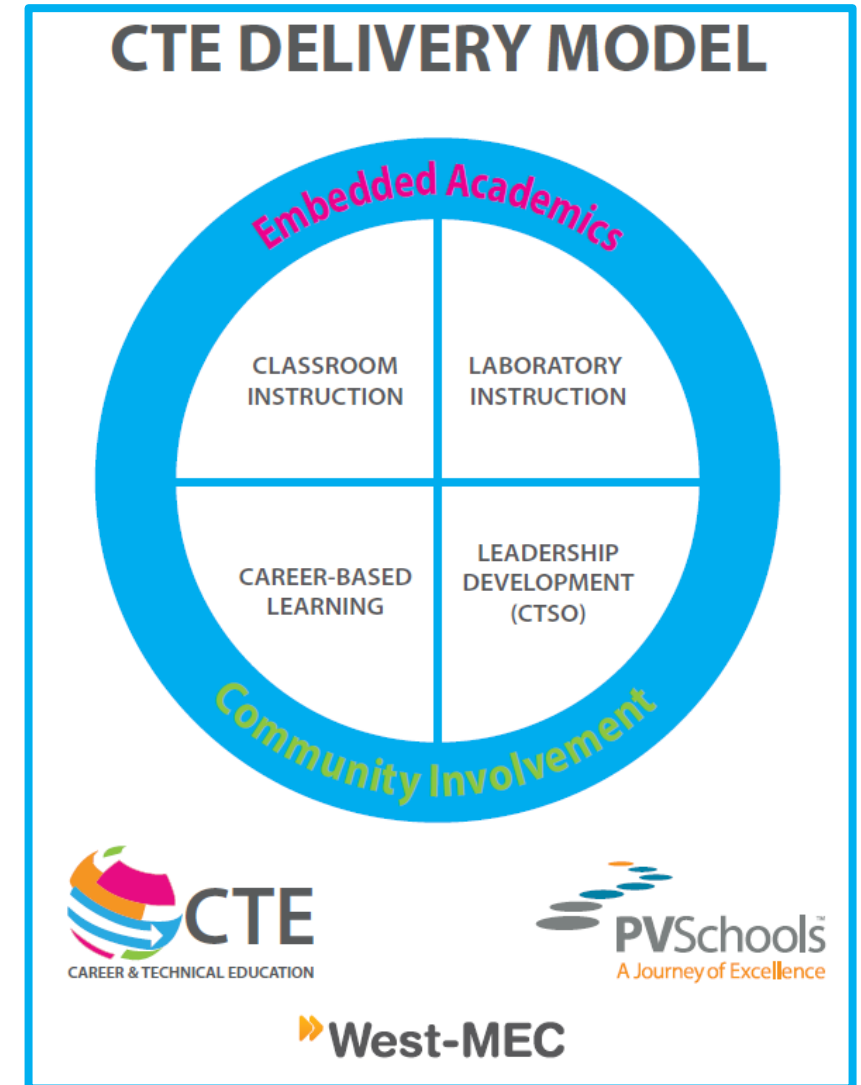 CTE DELIVERY MODEL
Embedded Academics
CLASSROOM
INSTRUCTION
LABORATORY
INSTRUCTION
CAREER-BASED
LEARNING
LEADERSHIP
DEVELOPMENT
(CTSO)
Community Involvement
CTE
CAREER & TECHNICAL EDUCATION
PVSchools™
A Journey of Excellence
West-MEC